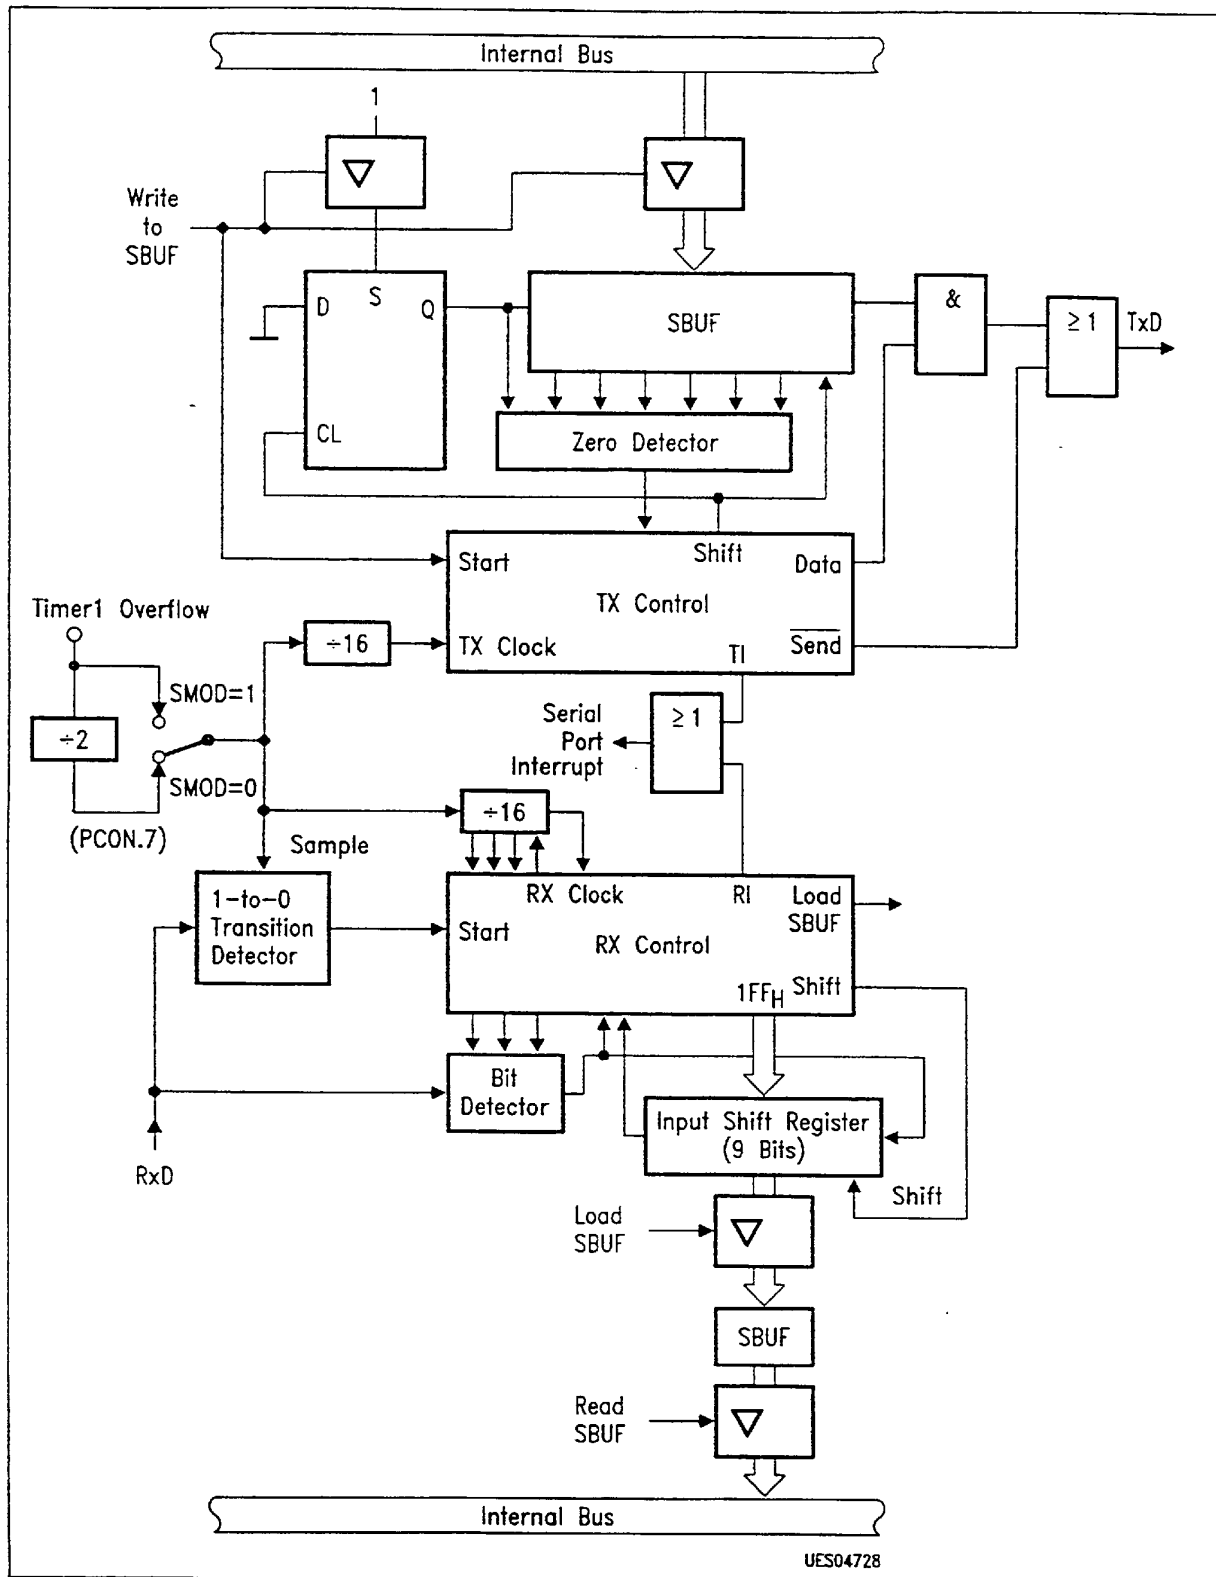 Internal Bus
1
Write
to
SBUF
D
S
Q
CL
SBUF
&
≥1
TxD
Zero Detector
Start
Shift
Data
TX Control
TX Clock
Send
TI
Timer1 Overflow
÷16
SMOD=1
÷2
SMOD=0
(PCON.7)
Serial
Port
Interrupt
≥1
÷16
Sample
1-to-0
Transition
Detector
RX Clock
RI
Load
SBUF
Start
RX Control
Shift
1FFH
Bit
Detector
Input Shift Register
(9 Bits)
RxD
Shift
Load
SBUF
SBUF
Read
SBUF
Internal Bus
UES04728